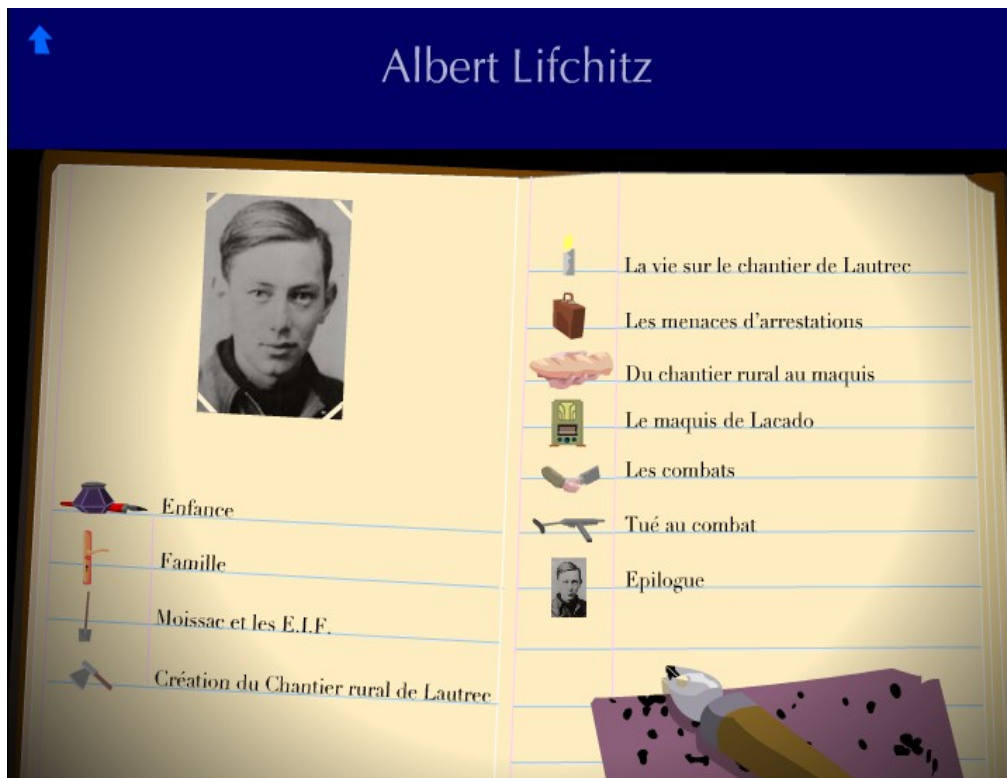 Albert Lifchitz
Enfance
Famille
Moissac et les E.I.F.
Création du Chantier rural de Lautrec
La vie sur le chantier de Lautrec
Les menaces d'arrestations
Du chantier rural au maquis
Le maquis de Lacado
Les combats
Tué au combat
Epilogue